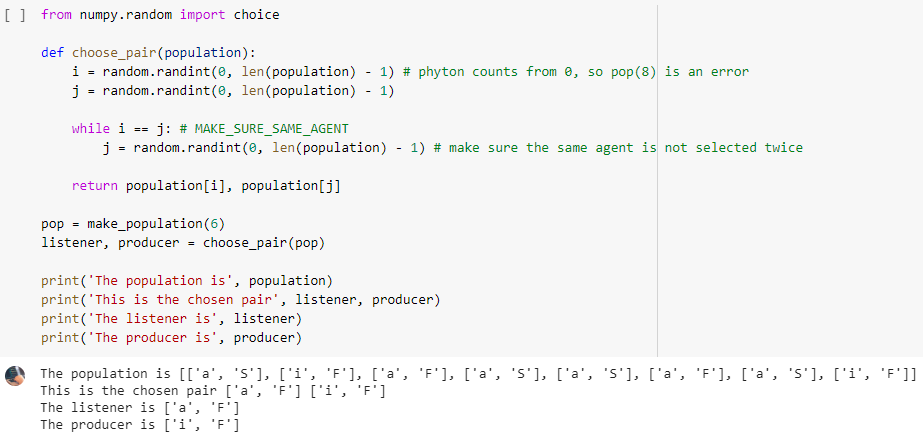 [ ] from numpy.random import choice
def choose_pair(population):
i = random.randint(0, len(population) - 1) # phyton counts from 0, so pop(8) is an error
j = random.randint(0, len(population) - 1)
while i == j: # MAKE_SURE_SAME_AGENT
j = random.randint(0, len(population) - 1) # make sure the same agent is not selected twice
return population[i], population[j]
pop = make_population(6)
listener, producer = choose_pair(pop)
print('The population is', population)
print('This is the chosen pair', listener, producer)
print('The listener is', listener)
print('The producer is', producer)
The population is [['a', 'S'], ['i', 'F'], ['a', 'F'], ['a', 'S'], ['a', 'S'], ['a', 'F'], ['a', 'S'], ['i', 'F']]
This is the chosen pair ['a', 'F'] ['i', 'F']
The listener is ['a', 'F']
The producer is ['i', 'F']